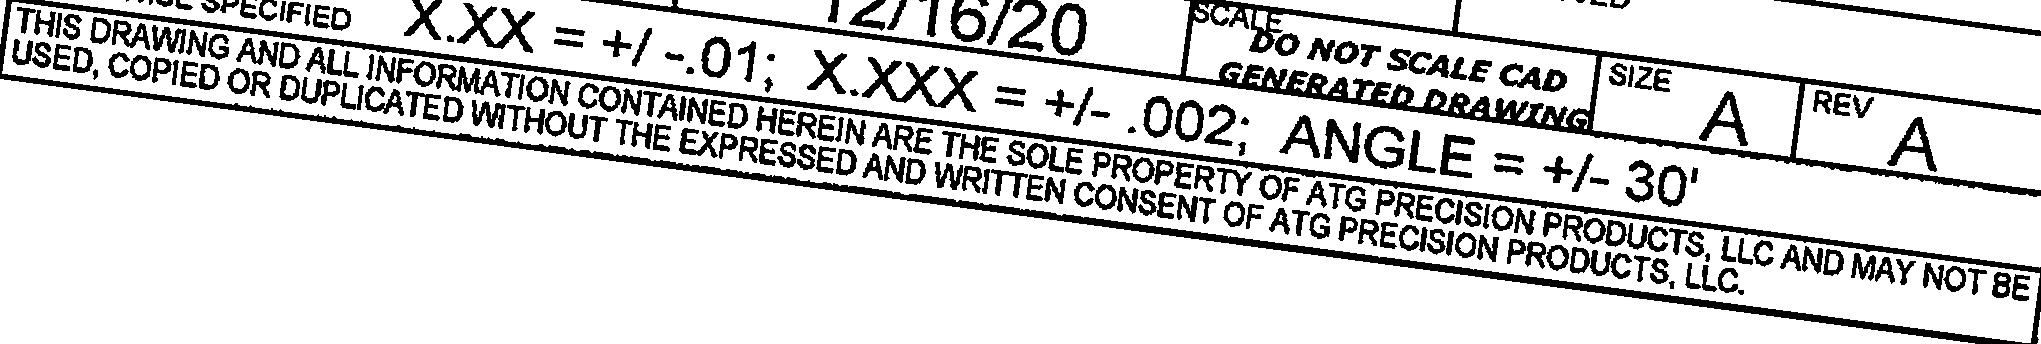 SPECIFIED X.XX = +/ -.01; X.XXX = +/- .002; ANGLE = +/- 30'
12/16/20
SCALE
DO NOT SCALE CAD
GENERATED DRAWING
SIZE
A
REV
A
THIS DRAWING AND ALL INFORMATION CONTAINED HEREIN ARE THE SOLE PROPERTY OF ATG PRECISION PRODUCTS, LLC AND MAY NOT BE
USED, COPIED OR DUPLICATED WITHOUT THE EXPRESSED AND WRITTEN CONSENT OF ATG PRECISION PRODUCTS, LLC.